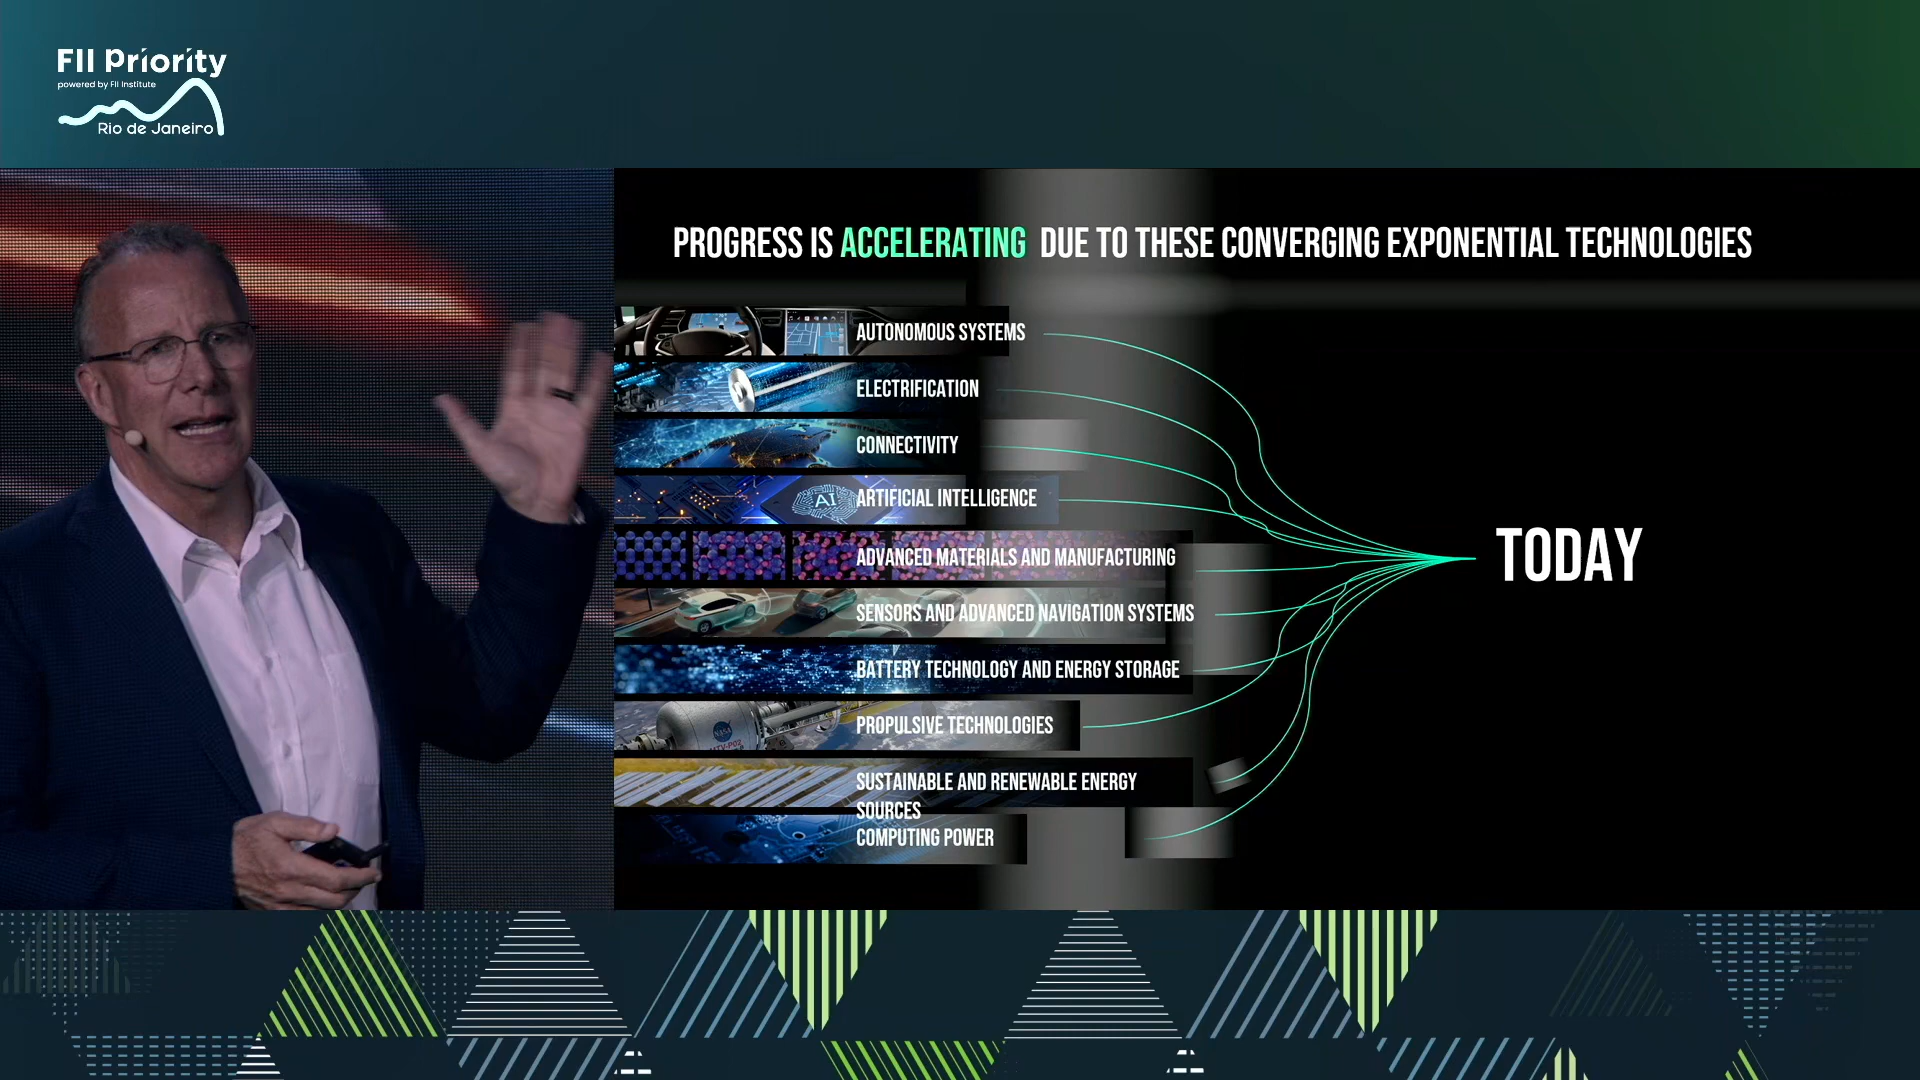 FII Priority
powered by FII Institute
Rio de Janeiro
PROGRESS IS ACCELERATING DUE TO THESE CONVERGING EXPONENTIAL TECHNOLOGIES
AUTONOMOUS SYSTEMS
ELECTRIFICATION
CONNECTIVITY
AI
ARTIFICIAL INTELLIGENCE
ADVANCED MATERIALS AND MANUFACTURING
SENSORS AND ADVANCED NAVIGATION SYSTEMS
BATTERY TECHNOLOGY AND ENERGY STORAGE
NASA
MTV-P02
PROPULSIVE TECHNOLOGIES
SUSTAINABLE AND RENEWABLE ENERGY
SOURCES
COMPUTING POWER
TODAY